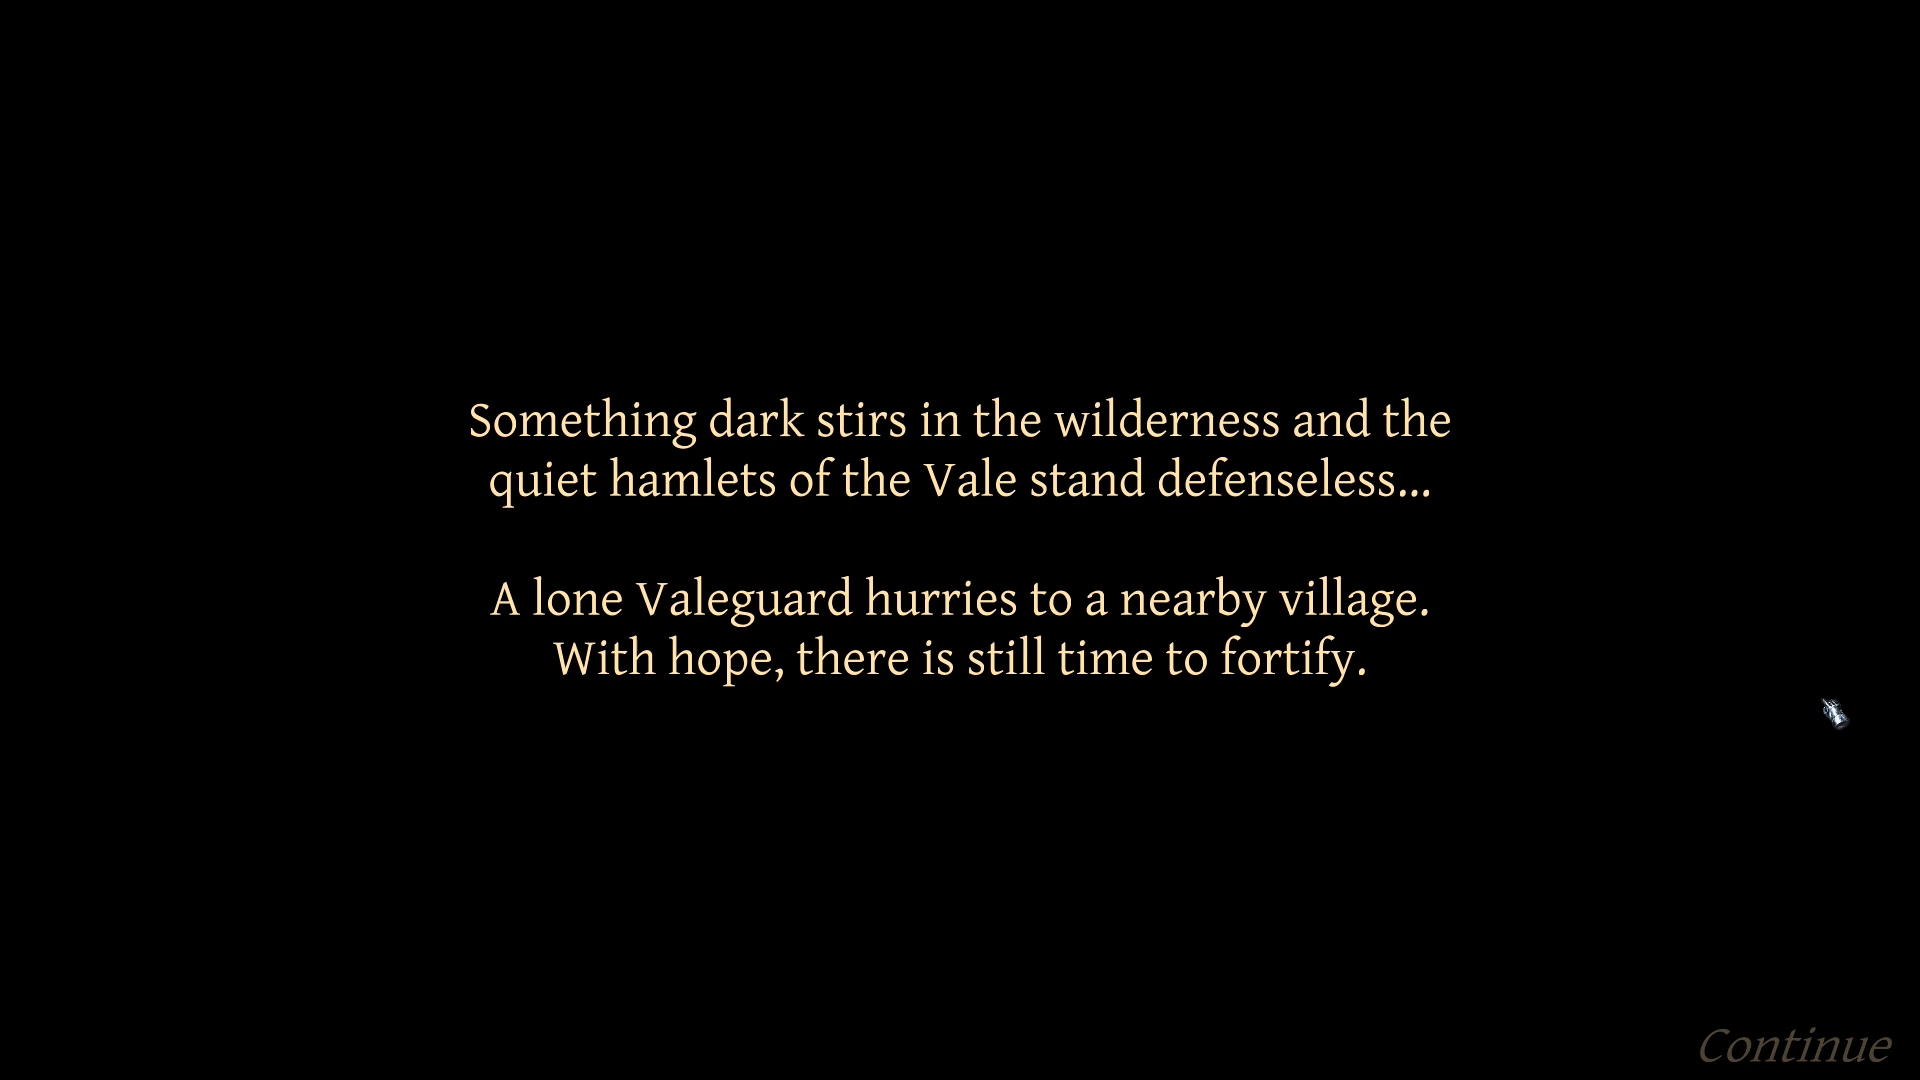 Something dark stirs in the wilderness and the
quiet hamlets of the Vale stand defenseless...
A lone Valeguard hurries to a nearby village.
With hope, there is still time to fortify.
Continue